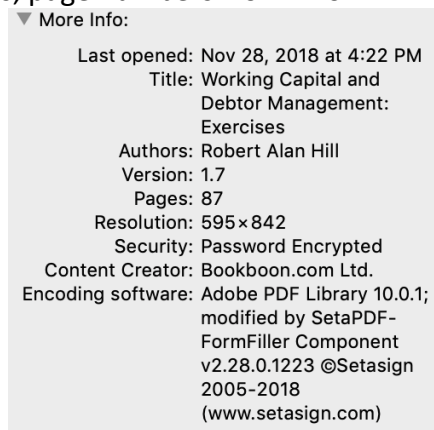 More Info:
Last opened: Nov 28, 2018 at 4:22 PM
Title: Working Capital and
Debtor Management:
Exercises
Authors: Robert Alan Hill
Version: 1.7
Pages: 87
Resolution: 595×842
Security: Password Encrypted
Content Creator: Bookboon.com Ltd.
Encoding software: Adobe PDF Library 10.0.1;
modified by SetaPDF-
FormFiller Component
v2.28.0.1223 ©Setasign
2005-2018
(www.setasign.com)